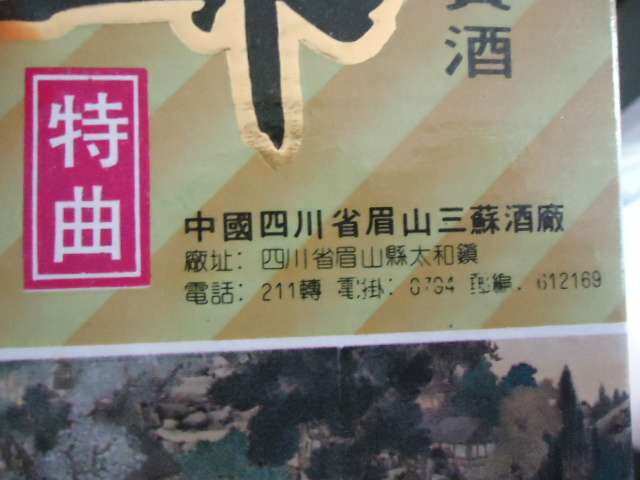 酒
特曲
中國四川省眉山三蘇酒廠
廠址：四川省眉山縣太和鎮
電話：211轉 電掛：0794 郵編：612169